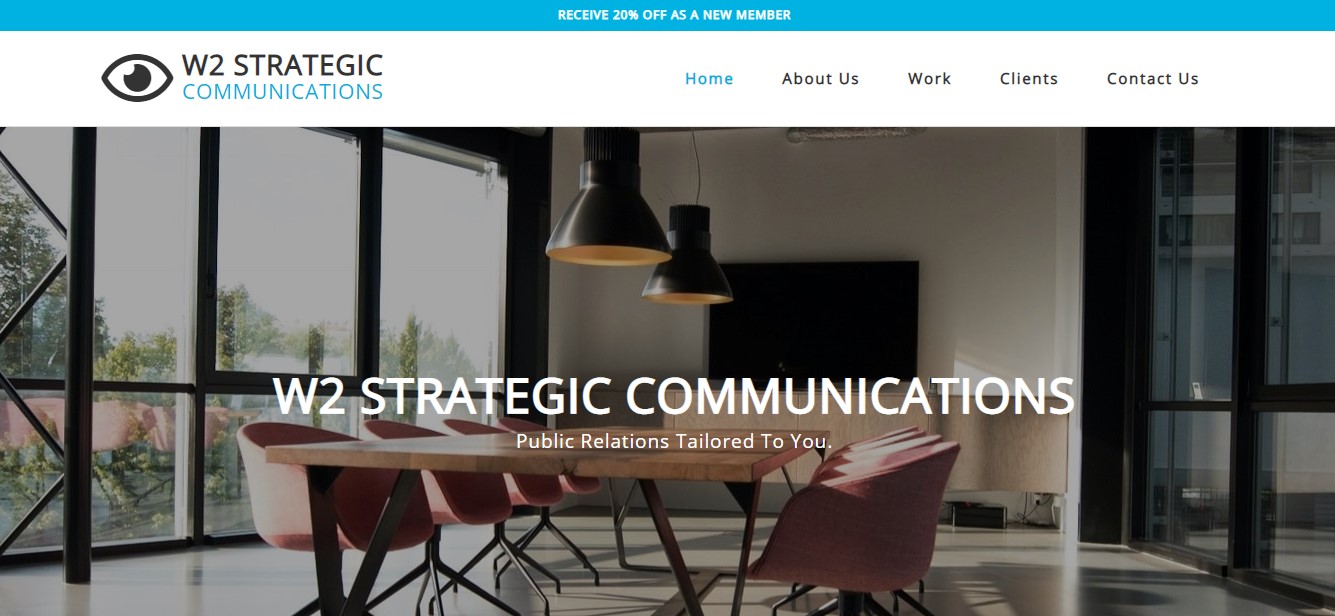 RECEIVE 20% OFF AS A NEW MEMBER
W2 STRATEGIC
COMMUNICATIONS
Home About Us Work Clients Contact Us
W2 STRATEGIC COMMUNICATIONS
Public Relations Tailored To You.